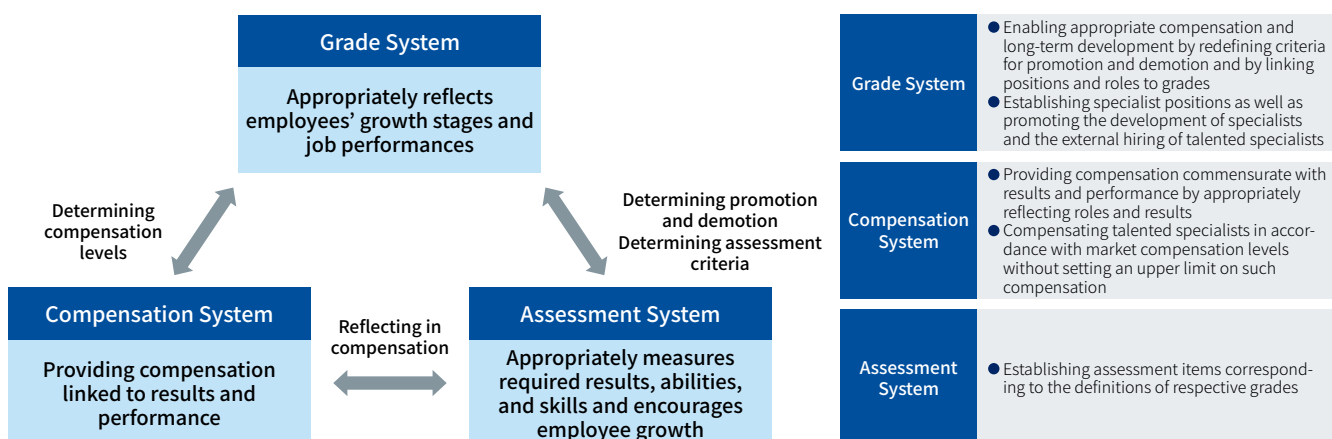 Grade System
Appropriately reflects
employees’ growth stages and
job performances
Determining
compensation
levels
Determining promotion
and demotion
Determining assessment
criteria
Compensation System
Providing compensation
linked to results and
performance
Reflecting in
compensation
Assessment System
Appropriately measures
required results, abilities,
and skills and encourages
employee growth
Grade System
● Enabling appropriate compensation and
long-term development by redefining criteria
for promotion and demotion and by linking
positions and roles to grades
● Establishing specialist positions as well as
promoting the development of specialists
and the external hiring of talented specialists
Compensation
System
● Providing compensation commensurate with
results and performance by appropriately
reflecting roles and results
● Compensating talented specialists in accor-
dance with market compensation levels
without setting an upper limit on such
compensation
Assessment
System
● Establishing assessment items correspond-
ing to the definitions of respective grades